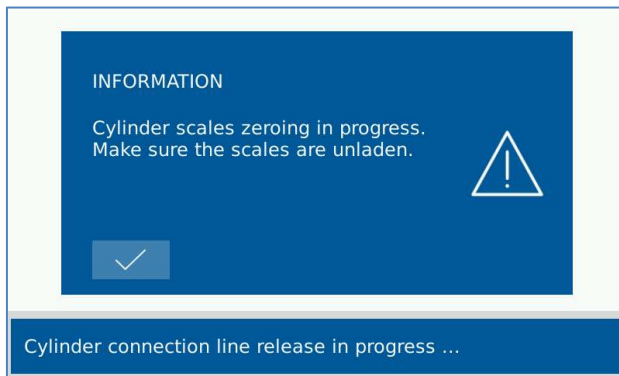 INFORMATION
Cylinder scales zeroing in progress.
Make sure the scales are unladen.
Cylinder connection line release in progress ...